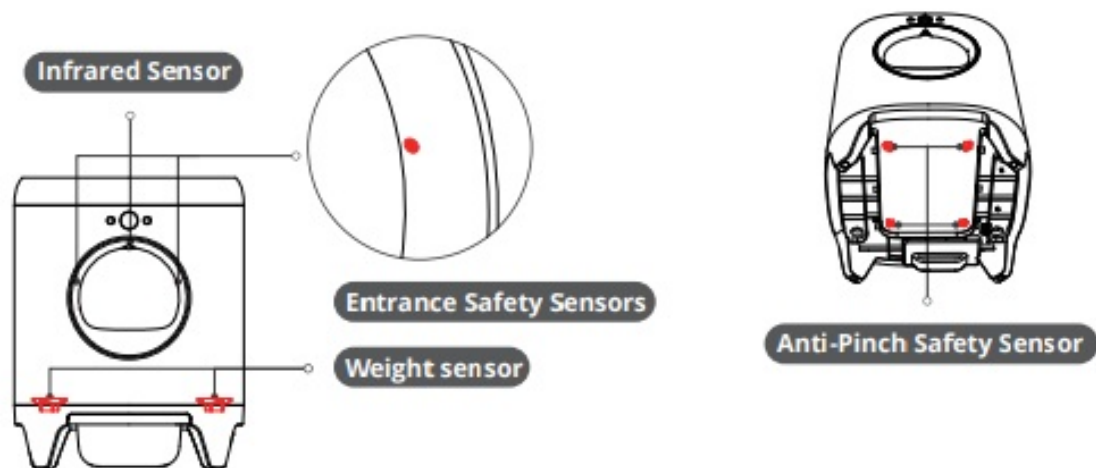 Infrared Sensor
Entrance Safety Sensors
Weight sensor
Anti-Pinch Safety Sensor